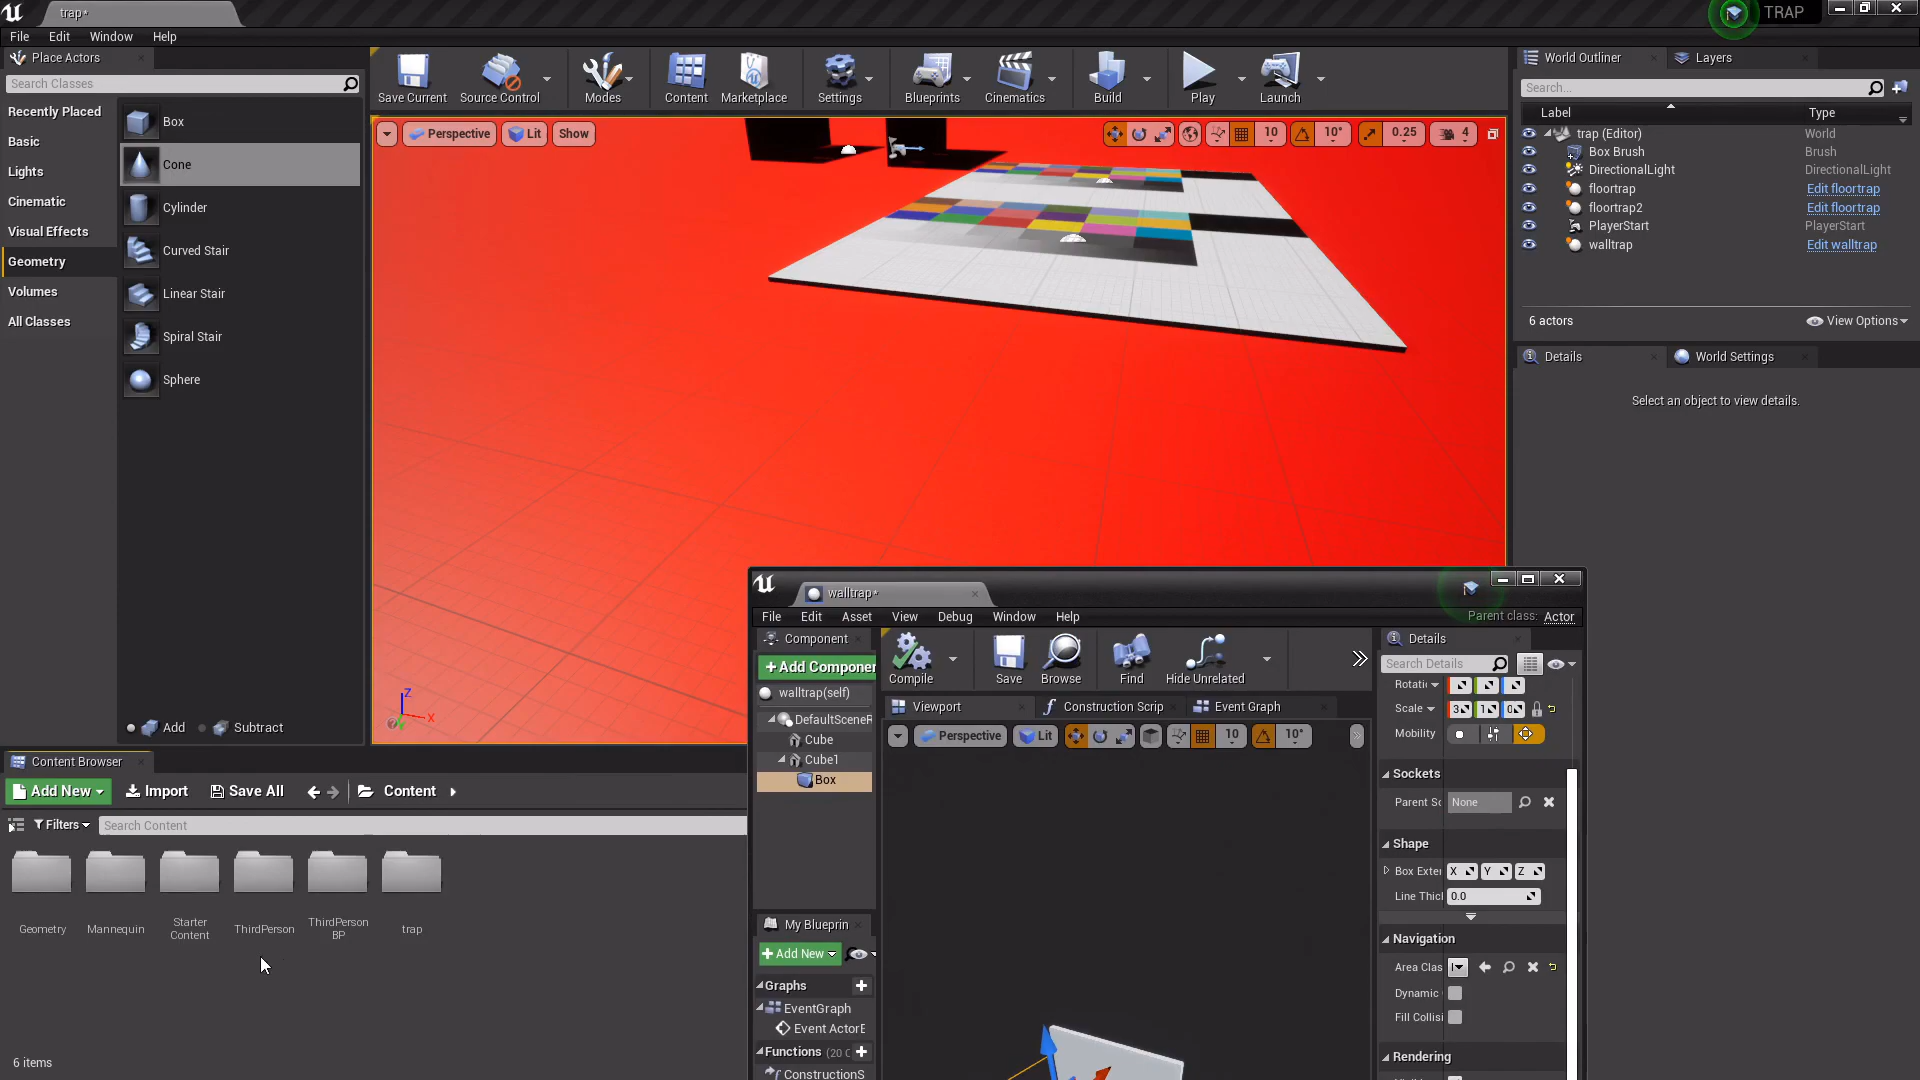 trap*
TRAP
File Edit Window Help
Place Actors
Search Classes
Recently Placed
Basic
Lights
Cinematic
Visual Effects
Geometry
Volumes
All Classes
Box
Cone
Cylinder
Curved Stair
Linear Stair
Spiral Stair
Sphere
Add Subtract
Save Current Source Control Modes Content Marketplace Settings Blueprints Cinematics Build Play Launch
Perspective Lit Show
10 10° 0.25 4
Z
X
World Outliner Layers
Search...
Label Type
trap (Editor) World
Box Brush Brush
DirectionalLight DirectionalLight
floortrap Edit floortrap
floortrap2 Edit floortrap
PlayerStart PlayerStart
walltrap Edit walltrap
6 actors View Options
Details World Settings
Select an object to view details.
Content Browser
Add New Import Save All Content
Filters Search Content
Geometry
Mannequin
Starter
Content
ThirdPerson
ThirdPerson
BP
trap
6 items
walltrap*
File Edit Asset View Debug Window Help
Parent class: Actor
Component
+Add Componen
walltrap(self)
DefaultSceneR
Cube
Cube1
Box
My Blueprin
+Add New
Graphs
EventGraph
Event ActorE
Functions (20 C
ConstructionS
Compile Save Browse Find Hide Unrelated
Viewport Construction Scrip Event Graph
Perspective Lit 10 10°
Details
Search Details
Rotati
Scale 3 1 0
Mobility
Sockets
Parent Sc None
Shape
Box Exter X Y Z
Line Thicl 0.0
Navigation
Area Clas
Dynamic
Fill Collisi
Rendering